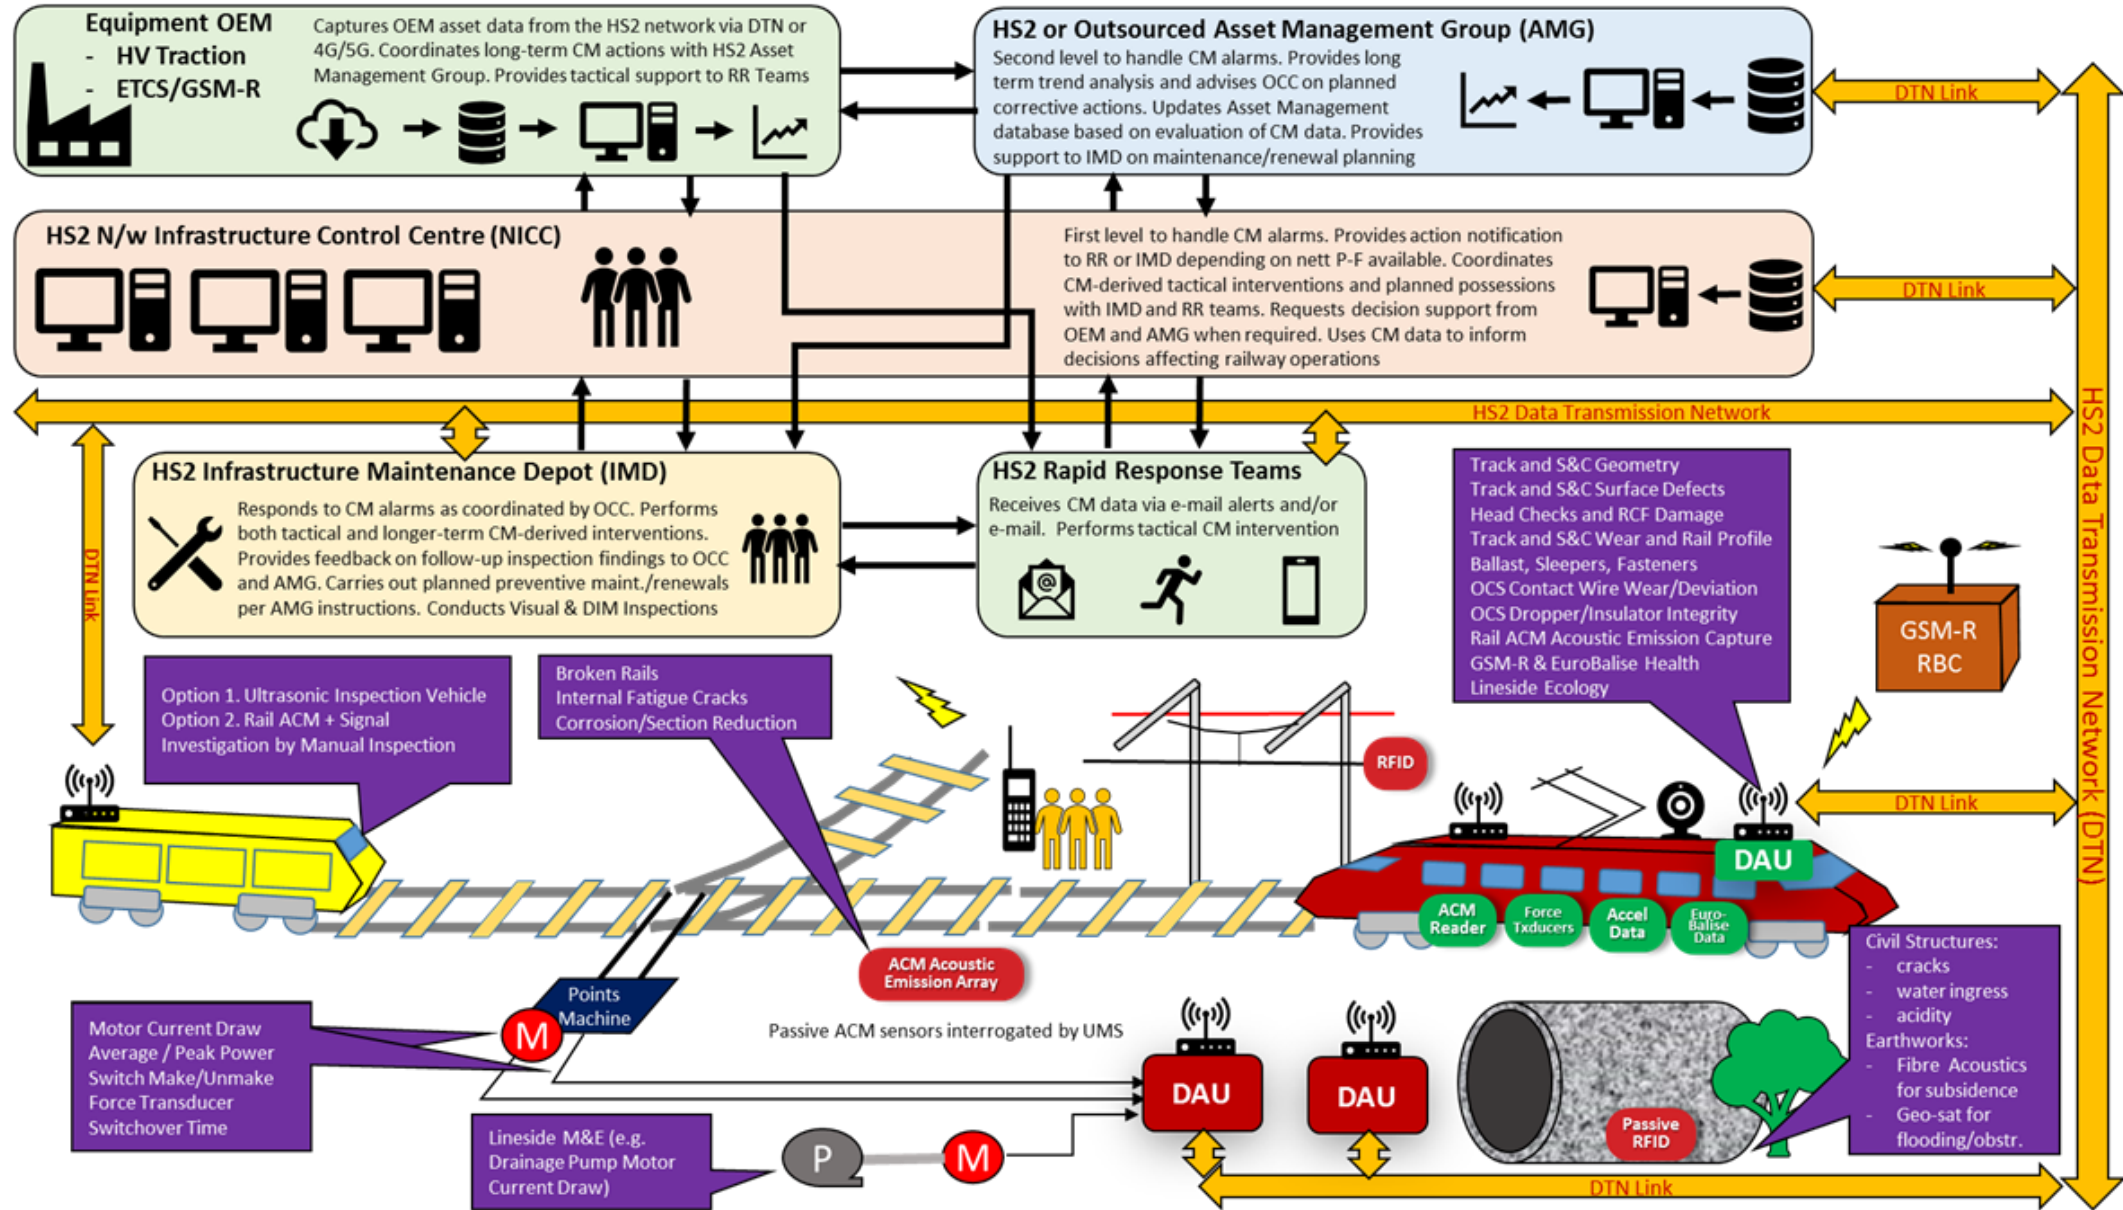 Equipment OEM
- HV Traction
- ETCS/GSM-R
Captures OEM asset data from the HS2 network via DTN or
4G/5G. Coordinates long-term CM actions with HS2 Asset
Management Group. Provides tactical support to RR Teams
HS2 or Outsourced Asset Management Group (AMG)
Second level to handle CM alarms. Provides long
term trend analysis and advises OCC on planned
corrective actions. Updates Asset Management
database based on evaluation of CM data. Provides
support to IMD on maintenance/renewal planning
DTN Link
HS2 N/w Infrastructure Control Centre (NICC)
First level to handle CM alarms. Provides action notification
to RR or IMD depending on nett P-F available. Coordinates
CM-derived tactical interventions and planned possessions
with IMD and RR teams. Requests decision support from
OEM and AMG when required. Uses CM data to inform
decisions affecting railway operations
DTN Link
HS2 Data Transmission Network
HS2 Data Transmission Network (DTN)
DTN Link
HS2 Infrastructure Maintenance Depot (IMD)
Responds to CM alarms as coordinated by OCC. Performs
both tactical and longer-term CM-derived interventions.
Provides feedback on follow-up inspection findings to OCC
and AMG. Carries out planned preventive maint./renewals
per AMG instructions. Conducts Visual & DIM Inspections
HS2 Rapid Response Teams
Receives CM data via e-mail alerts and/or
e-mail. Performs tactical CM intervention
@
Track and S&C Geometry
Track and S&C Surface Defects
Head Checks and RCF Damage
Track and S&C Wear and Rail Profile
Ballast, Sleepers, Fasteners
OCS Contact Wire Wear/Deviation
OCS Dropper/Insulator Integrity
Rail ACM Acoustic Emission Capture
GSM-R & EuroBalise Health
Lineside Ecology
GSM-R
RBC
Option 1. Ultrasonic Inspection Vehicle
Option 2. Rail ACM + Signal
Investigation by Manual Inspection
Broken Rails
Internal Fatigue Cracks
Corrosion/Section Reduction
RFID
DTN Link
DAU
ACM
Reader
Force
Txducers
Accel
Data
Euro-
Balise
Data
ACM Acoustic
Emission Array
Points
Machine
M
Motor Current Draw
Average / Peak Power
Switch Make/Unmake
Force Transducer
Switchover Time
Passive ACM sensors interrogated by UMS
DAU
DAU
Lineside M&E (e.g.
Drainage Pump Motor
Current Draw)
P
M
Passive
RFID
Civil Structures:
- cracks
- water ingress
- acidity
Earthworks:
- Fibre Acoustics
for subsidence
- Geo-sat for
flooding/obstr.
DTN Link